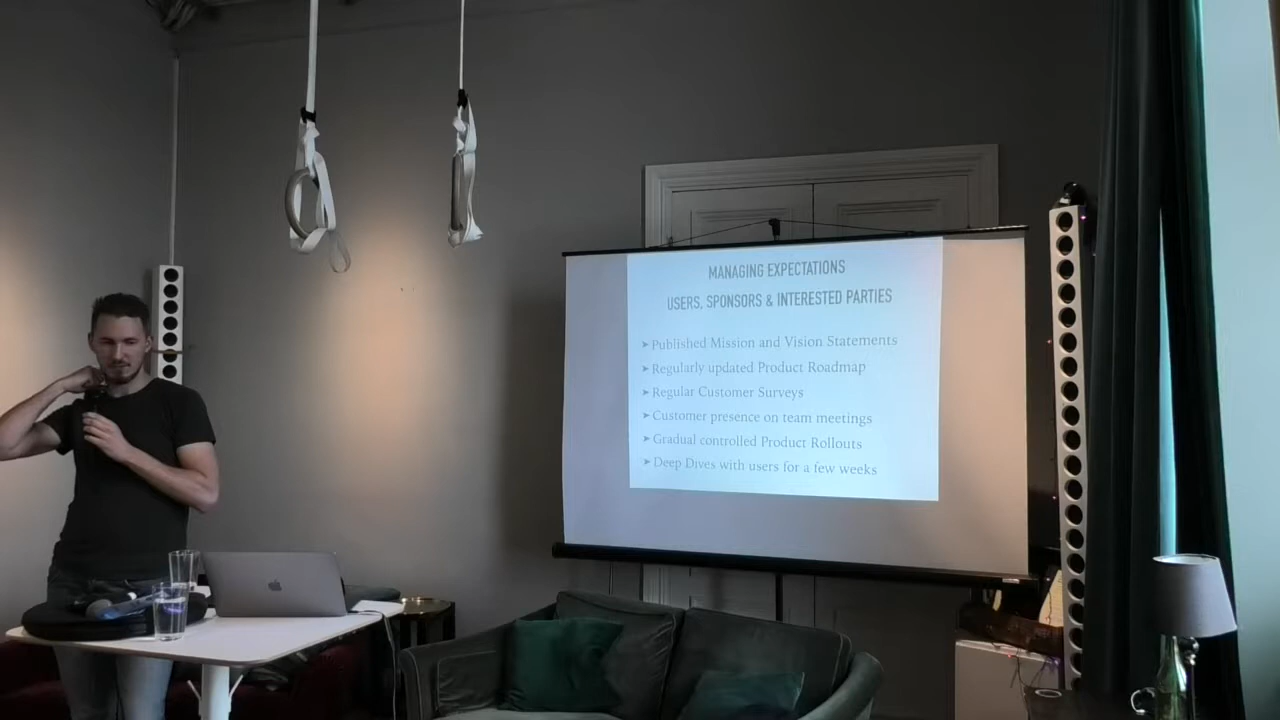 MANAGING EXPECTATIONS
USERS, SPONSORS & INTERESTED PARTIES
➤ Published Mission and Vision Statements
➤ Regularly updated Product Roadmap
➤ Regular Customer Surveys
➤ Customer presence on team meetings
➤ Gradual controlled Product Rollouts
➤ Deep Dives with users for a few weeks